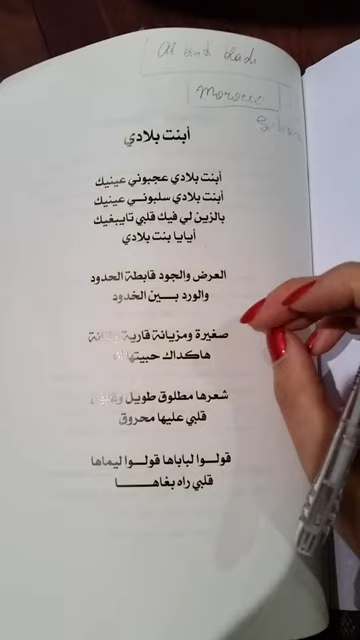 Al bint bladi
Morocco
أبنت بلادي
أبنت بلادي عجبوني عينيك
أبنت بلادي سلبوني عينيك
بالزين لي فيك قلبي تايبغيك
أيايا بنت بلادي
العرض والجود قابطة الحدود
والورد بين الخدود
صغيرة ومزيانة قارية
هاكداك حبيتها
شعرها مطلوق طويل
قلبي عليها محروق
قولوا لباباها قولوا ليماها
قلبي راه بغاها